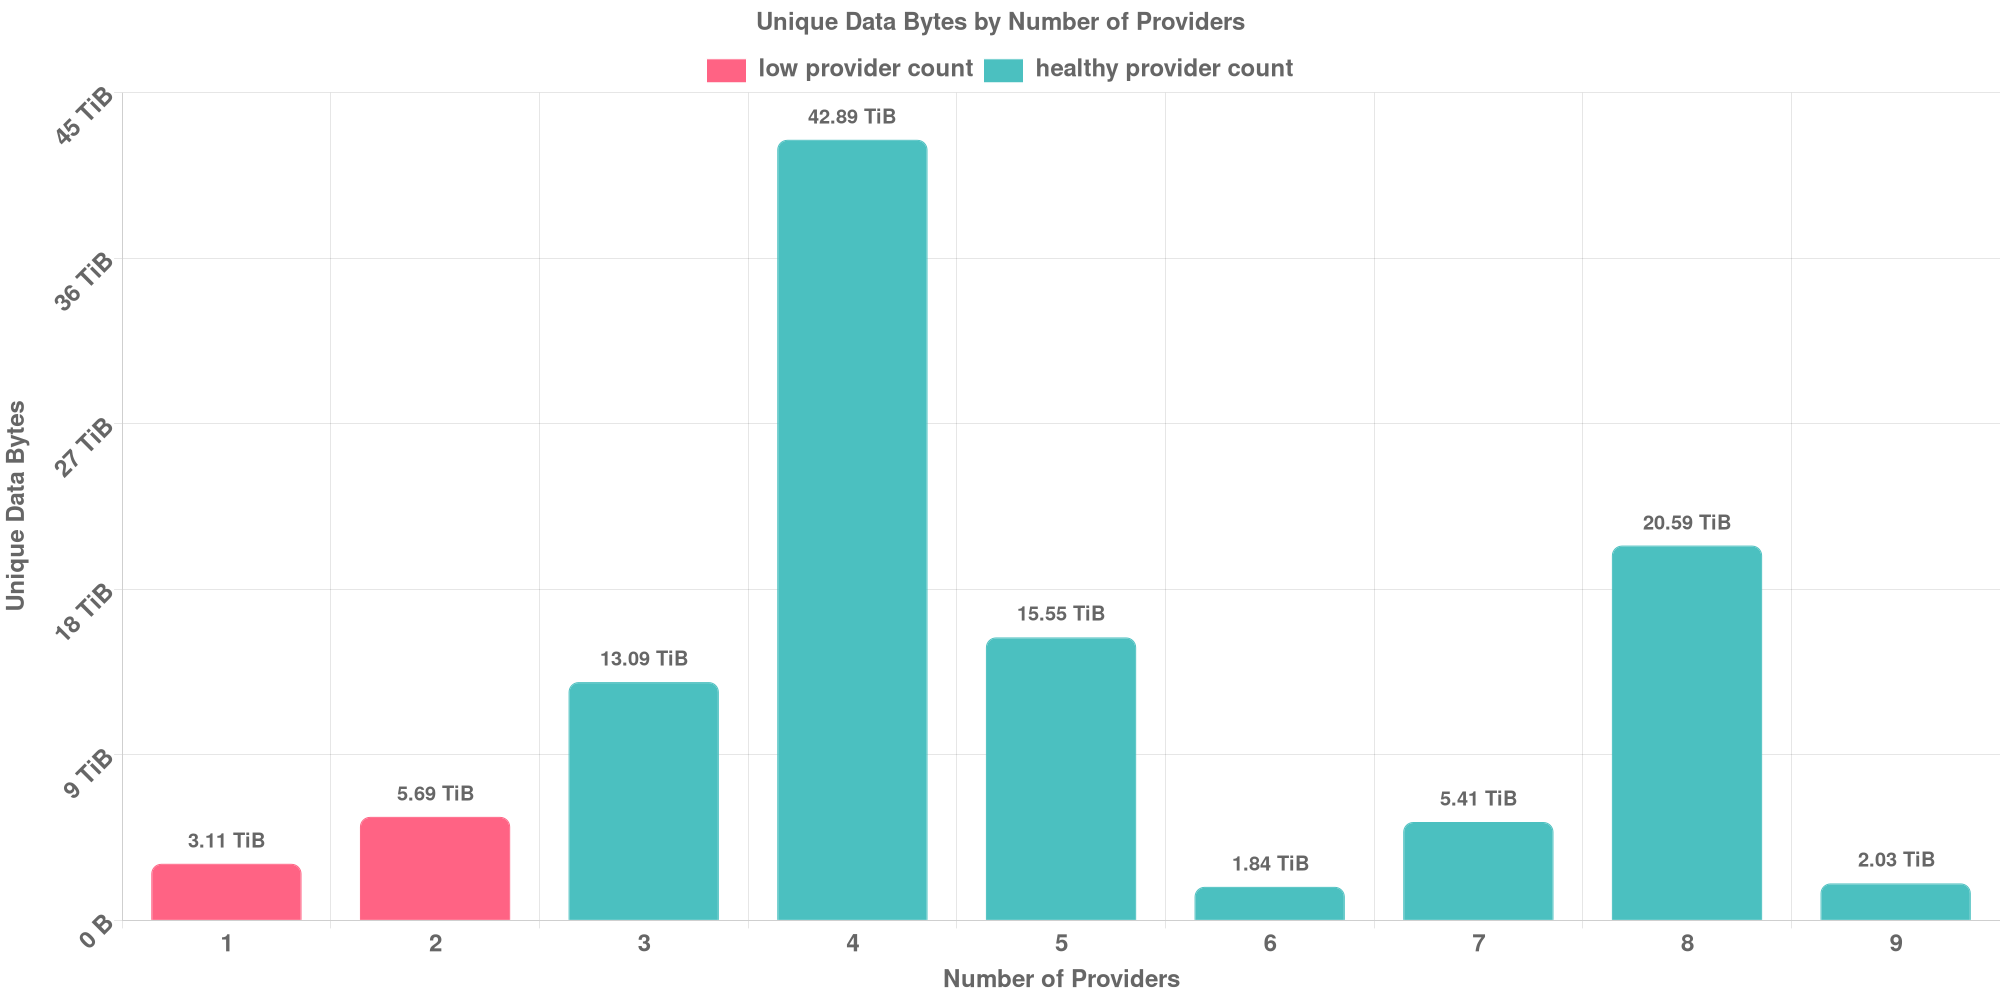 Unique Data Bytes by Number of Providers
low provider count healthy provider count
45 TiB
36 TiB
27 TiB
18 TiB
9 TiB
0 B
Unique Data Bytes
3.11 TiB
5.69 TiB
13.09 TiB
42.89 TiB
15.55 TiB
1.84 TiB
5.41 TiB
20.59 TiB
2.03 TiB
1 2 3 4 5 6 7 8 9
Number of Providers